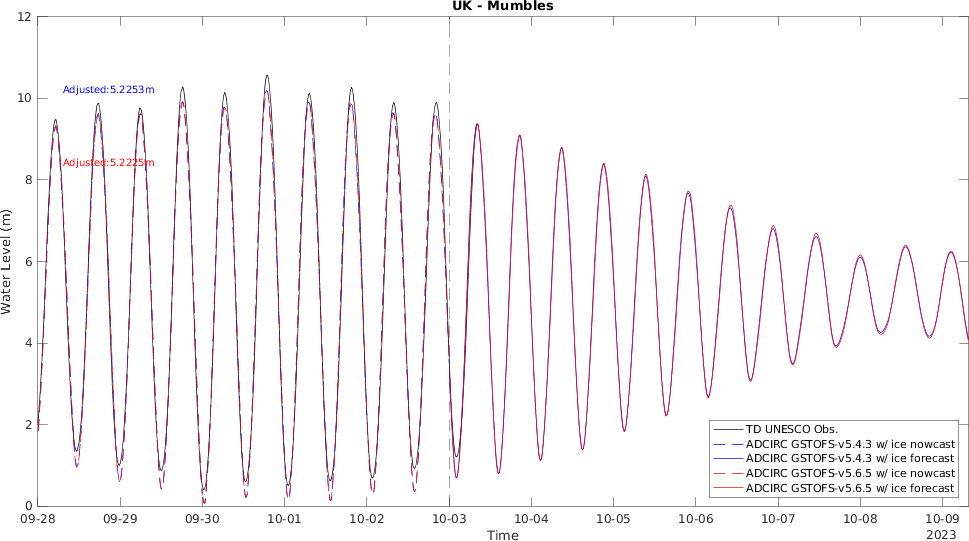 UK - Mumbles
12
10
8
6
4
2
0
Water Level (m)
Adjusted:5.2253m
Adjusted:5.2225m
TD UNESCO Obs.
ADCIRC GSTOFS-v5.4.3 w/ ice nowcast
ADCIRC GSTOFS-v5.4.3 w/ ice forecast
ADCIRC GSTOFS-v5.6.5 w/ ice nowcast
ADCIRC GSTOFS-v5.6.5 w/ ice forecast
09-28 09-29 09-30 10-01 10-02 10-03 10-04 10-05 10-06 10-07 10-08 10-09
Time
2023